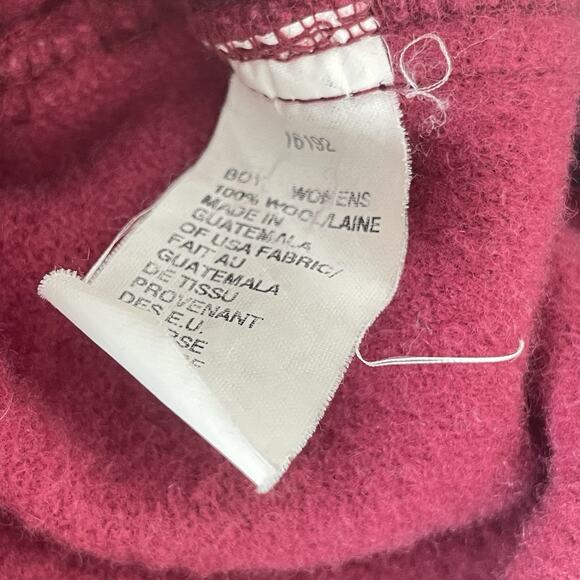 16192
BODY WOMENS
100% WOOL/LAINE
MADE IN
GUATEMALA
OF USA FABRIC/
FAIT AU
GUATEMALA
DE TISSU
PROVENANT
DES E.U.